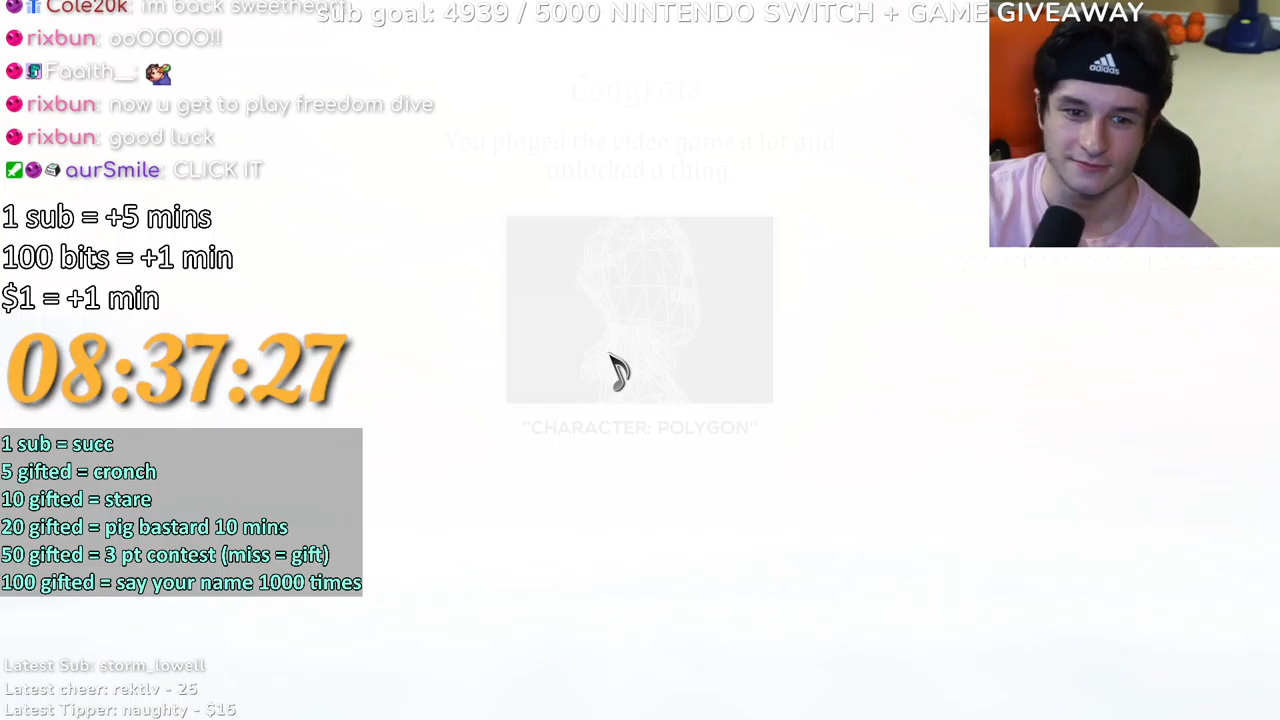 Cole20k: im back sweetheart
sub goal: 4939 / 5000 NINTENDO SWITCH + GAME GIVEAWAY
rixbun: ooOOOO!!
Faaith__:
rixbun: now u get to play freedom dive
rixbun: good luck
aurSmile: CLICK IT
Congrats
You played the video game a lot and
unlocked a thing.
"CHARACTER: POLYGON"
adidas
1 sub = +5 mins
100 bits = +1 min
$1 = +1 min
08:37:27
1 sub = succ
5 gifted = cronch
10 gifted = stare
20 gifted = pig bastard 10 mins
50 gifted = 3 pt contest (miss = gift)
100 gifted = say your name 1000 times
Latest Sub: storm_lowell
Latest cheer: rektlv - 25
Latest Tipper: naughty - $15